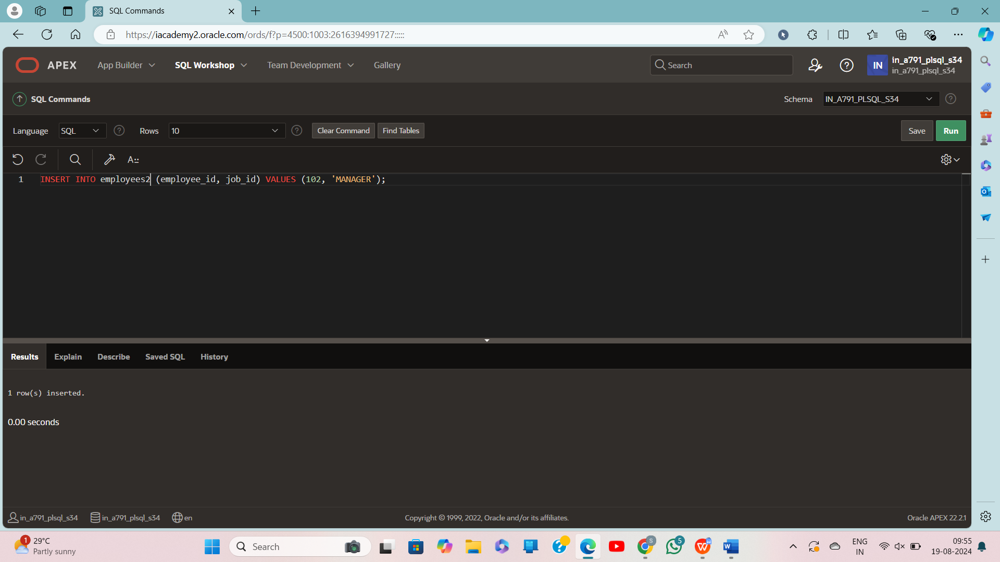 SQL Commands
https://iacademy2.oracle.com/ords/f?p=4500:1003:2616394991727:::::
APEX App Builder SQL Workshop Team Development Gallery
Search
IN in_a791_plsql_s34
in_a791_plsql_s34
SQL Commands
Schema IN_A791_PLSQL_S34
Language SQL Rows 10 Clear Command Find Tables Save Run
1 INSERT INTO employees2 (employee_id, job_id) VALUES (102, 'MANAGER');
Results Explain Describe Saved SQL History
1 row(s) inserted.
0.00 seconds
in_a791_plsql_s34 in_a791_plsql_s34 en
Copyright © 1999, 2022, Oracle and/or its affiliates.
Oracle APEX 22.2.1
1 29°C
Partly sunny
Search
S
5
ENG
IN
09:55
19-08-2024